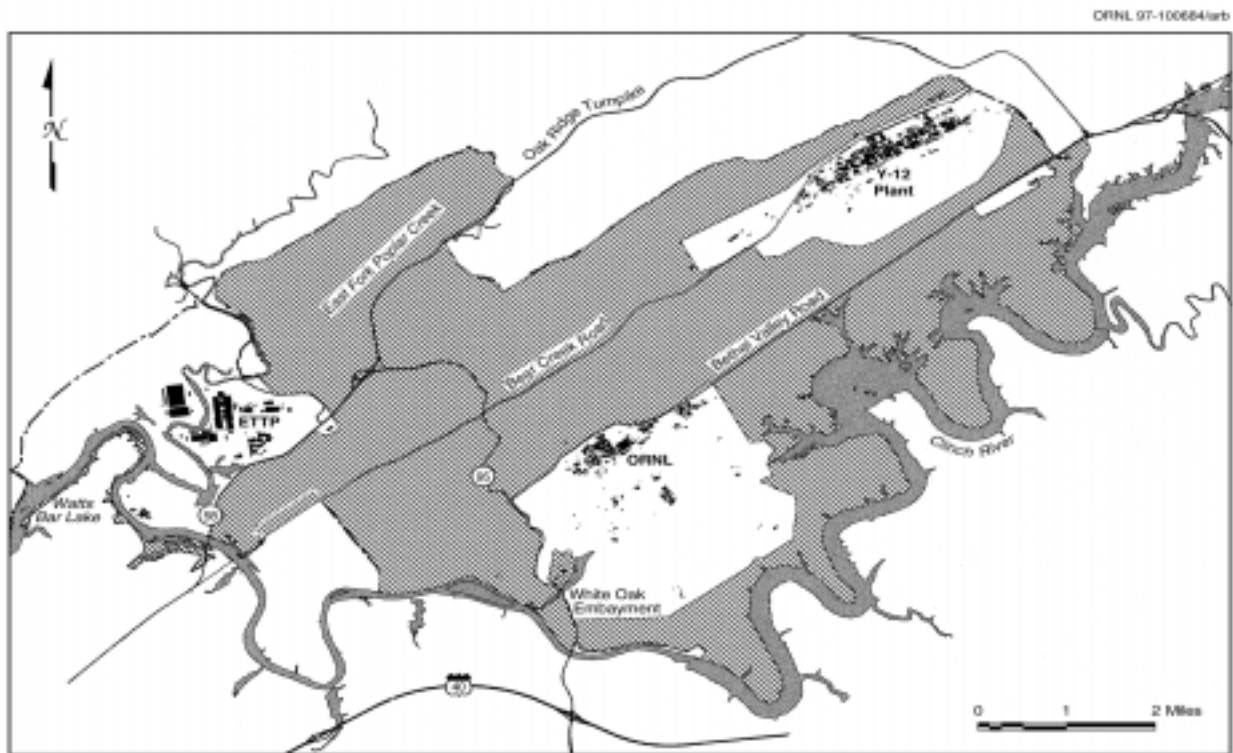 ORNL 97-100684/arb
N
Oak Ridge Turnpike
Y-12
Plant
East Fork Poplar Creek
Bear Creek Road
Bethel Valley Road
ETTP
ORNL
95
Clinch River
Watts
Bar Lake
58
White Oak
Embayment
40
0 1 2 Miles